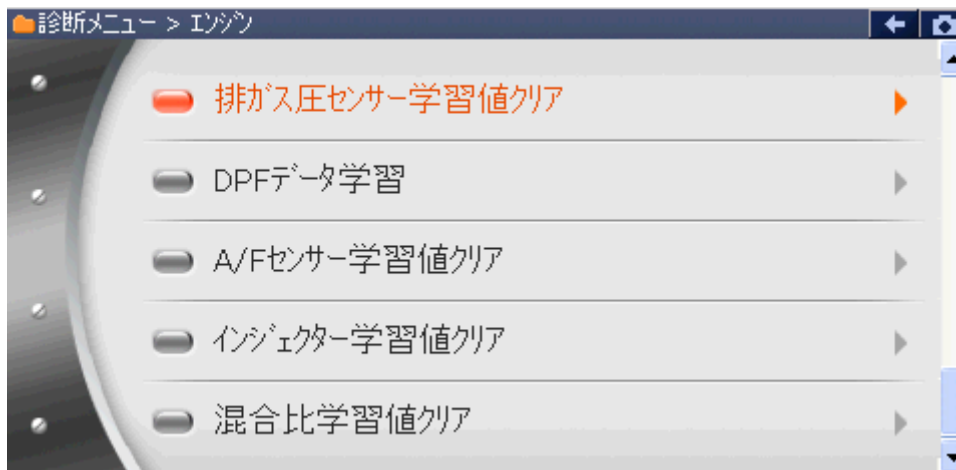 診断メニュー > エンジン
排ガス圧センサー学習値クリア
DPFデータ学習
A/Fセンサー学習値クリア
インジェクター学習値クリア
混合比学習値クリア